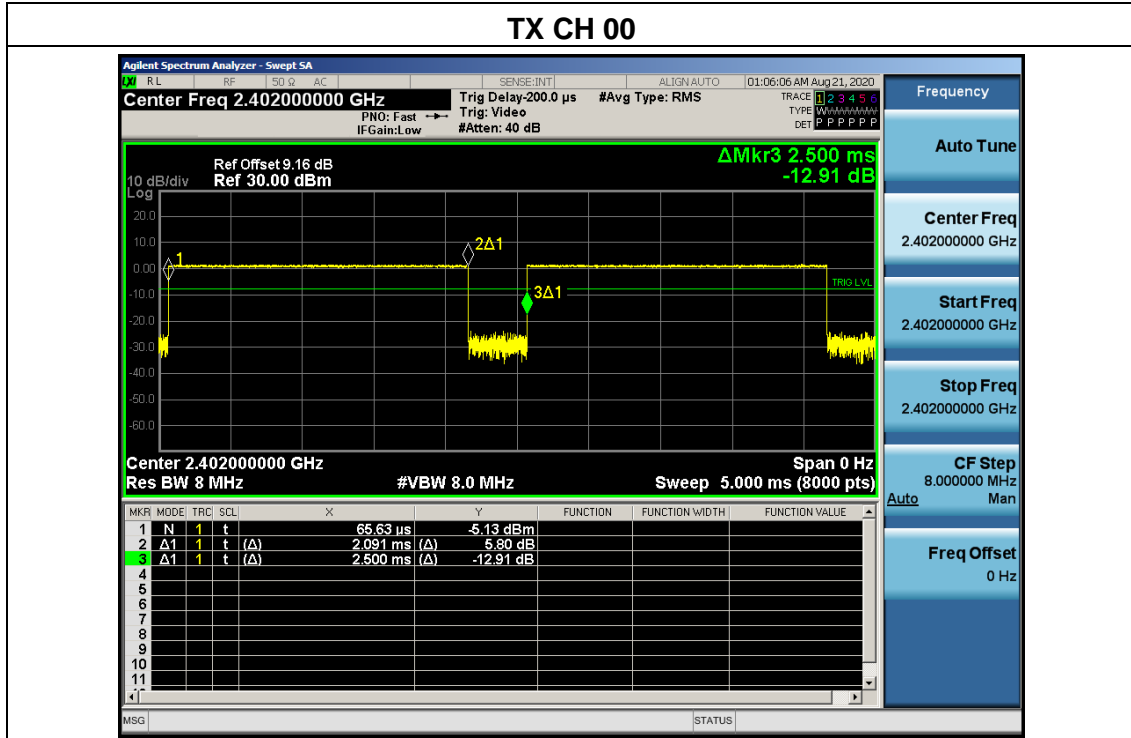 TX CH 00
Agilent Spectrum Analyzer - Swept SA
LXI RL RF 50 Ω AC SENSE:INT ALIGN AUTO 01:06:06 AM Aug 21, 2020
Center Freq 2.402000000 GHz
PNO: Fast
IFGain:Low
Trig Delay-200.0 µs
Trig: Video
#Atten: 40 dB
#Avg Type: RMS
TRACE 1 2 3 4 5 6
TYPE WWWWWW
DET P P P P P P
ΔMkr3 2.500 ms
-12.91 dB
Ref Offset 9.16 dB
10 dB/div Ref 30.00 dBm
Log
20.0
10.0
0.00
-10.0
-20.0
-30.0
-40.0
-50.0
-60.0
1
2Δ1
3Δ1
TRIG LVL
Center 2.402000000 GHz Span 0 Hz
Res BW 8 MHz #VBW 8.0 MHz Sweep 5.000 ms (8000 pts)
MKR MODE TRC SCL X Y FUNCTION FUNCTION WIDTH FUNCTION VALUE
1 N 1 t 65.63 µs -5.13 dBm
2 Δ1 1 t (Δ) 2.091 ms (Δ) 5.80 dB
3 Δ1 1 t (Δ) 2.500 ms (Δ) -12.91 dB
4
5
6
7
8
9
10
11
MSG STATUS
Frequency
Auto Tune
Center Freq
2.402000000 GHz
Start Freq
2.402000000 GHz
Stop Freq
2.402000000 GHz
CF Step
8.000000 MHz
Auto Man
Freq Offset
0 Hz